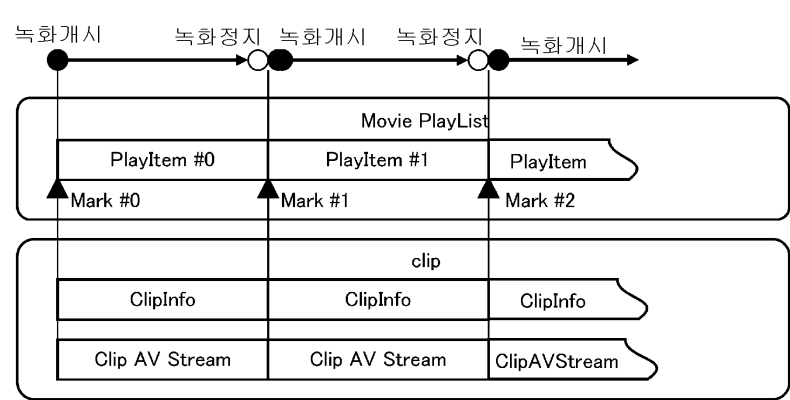 녹화개시 녹화정지 녹화개시 녹화정지 녹화개시
Movie PlayList
PlayItem #0 PlayItem #1 PlayItem
Mark #0 Mark #1 Mark #2
clip
ClipInfo ClipInfo ClipInfo
Clip AV Stream Clip AV Stream ClipAVStream